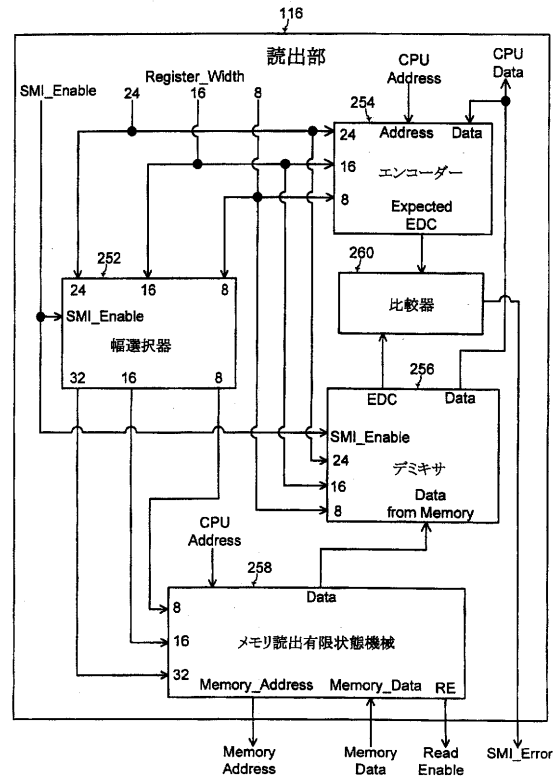 116
読出部
SMI_Enable
Register_Width
24
16
8
CPU
Address
CPU
Data
254
24
Address
Data
16
エンコーダー
8
Expected
EDC
252
24
16
8
SMI_Enable
幅選択器
32
16
8
260
比較器
256
EDC
Data
SMI_Enable
24
デミキサ
16
Data
from Memory
8
CPU
Address
258
Data
8
16
メモリ読出有限状態機械
32
Memory_Address
Memory_Data
RE
Memory
Address
Memory
Data
Read
Enable
SMI_Error